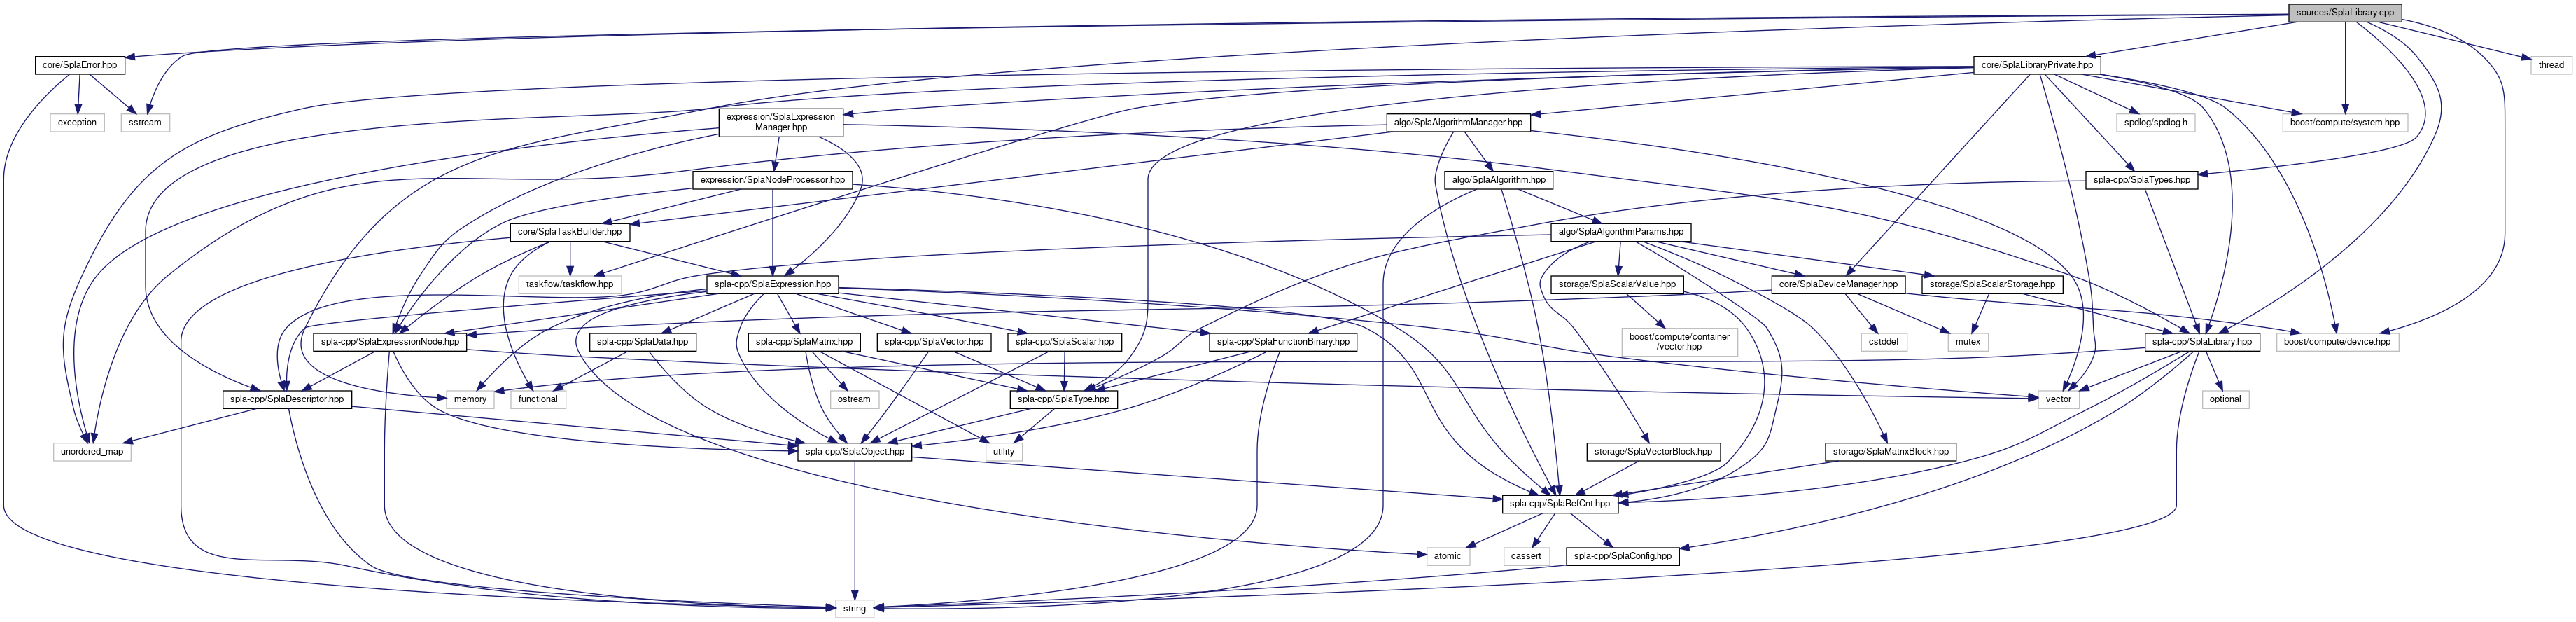 sources/SplaLibrary.cpp
core/SplaError.hpp
core/SplaLibraryPrivate.hpp
thread
exception
sstream
expression/SplaExpression
Manager.hpp
algo/SplaAlgorithmManager.hpp
spdlog/spdlog.h
boost/compute/system.hpp
expression/SplaNodeProcessor.hpp
algo/SplaAlgorithm.hpp
spla-cpp/SplaTypes.hpp
core/SplaTaskBuilder.hpp
algo/SplaAlgorithmParams.hpp
taskflow/taskflow.hpp
spla-cpp/SplaExpression.hpp
storage/SplaScalarValue.hpp
core/SplaDeviceManager.hpp
storage/SplaScalarStorage.hpp
spla-cpp/SplaExpressionNode.hpp
spla-cpp/SplaData.hpp
spla-cpp/SplaMatrix.hpp
spla-cpp/SplaVector.hpp
spla-cpp/SplaScalar.hpp
spla-cpp/SplaFunctionBinary.hpp
boost/compute/container
/vector.hpp
cstddef
mutex
spla-cpp/SplaLibrary.hpp
boost/compute/device.hpp
spla-cpp/SplaDescriptor.hpp
memory
functional
ostream
spla-cpp/SplaType.hpp
vector
optional
unordered_map
spla-cpp/SplaObject.hpp
utility
storage/SplaVectorBlock.hpp
storage/SplaMatrixBlock.hpp
spla-cpp/SplaRefCnt.hpp
atomic
cassert
spla-cpp/SplaConfig.hpp
string